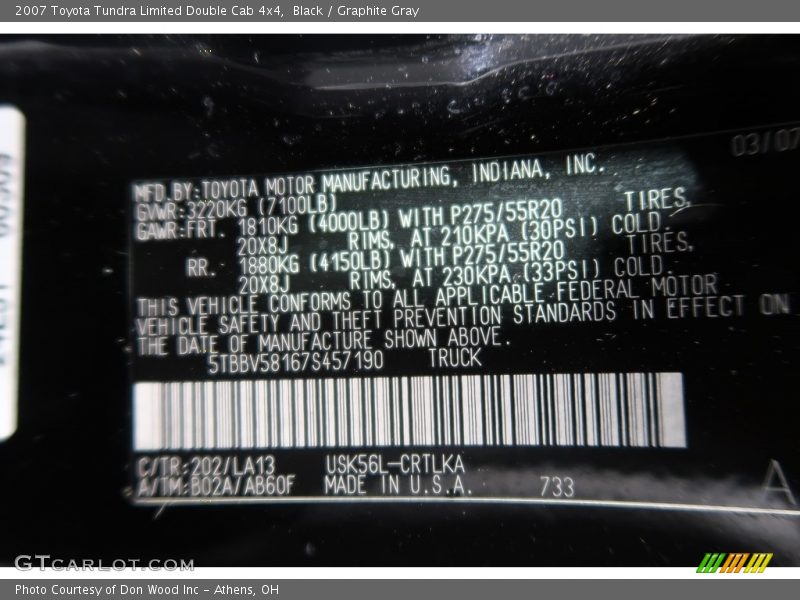 2007 Toyota Tundra Limited Double Cab 4x4, Black / Graphite Gray
03/07
MFD.BY:TOYOTA MOTOR MANUFACTURING, INDIANA, INC.
GVWR:3220KG (7100LB)
GAWR:FRT. 1810KG (4000LB) WITH P275/55R20 TIRES,
20X8J RIMS, AT 210KPA (30PSI) COLD.
RR. 1880KG (4150LB) WITH P275/55R20 TIRES,
20X8J RIMS, AT 230KPA (33PSI) COLD.
THIS VEHICLE CONFORMS TO ALL APPLICABLE FEDERAL MOTOR
VEHICLE SAFETY AND THEFT PREVENTION STANDARDS IN EFFECT ON
THE DATE OF MANUFACTURE SHOWN ABOVE.
5TBBV58167S457190 TRUCK
C/TR:202/LA13 USK56L-CRTLKA
A/TM:B02A/AB60F MADE IN U.S.A. 733
A
GTCARLOT.COM
Photo Courtesy of Don Wood Inc - Athens, OH